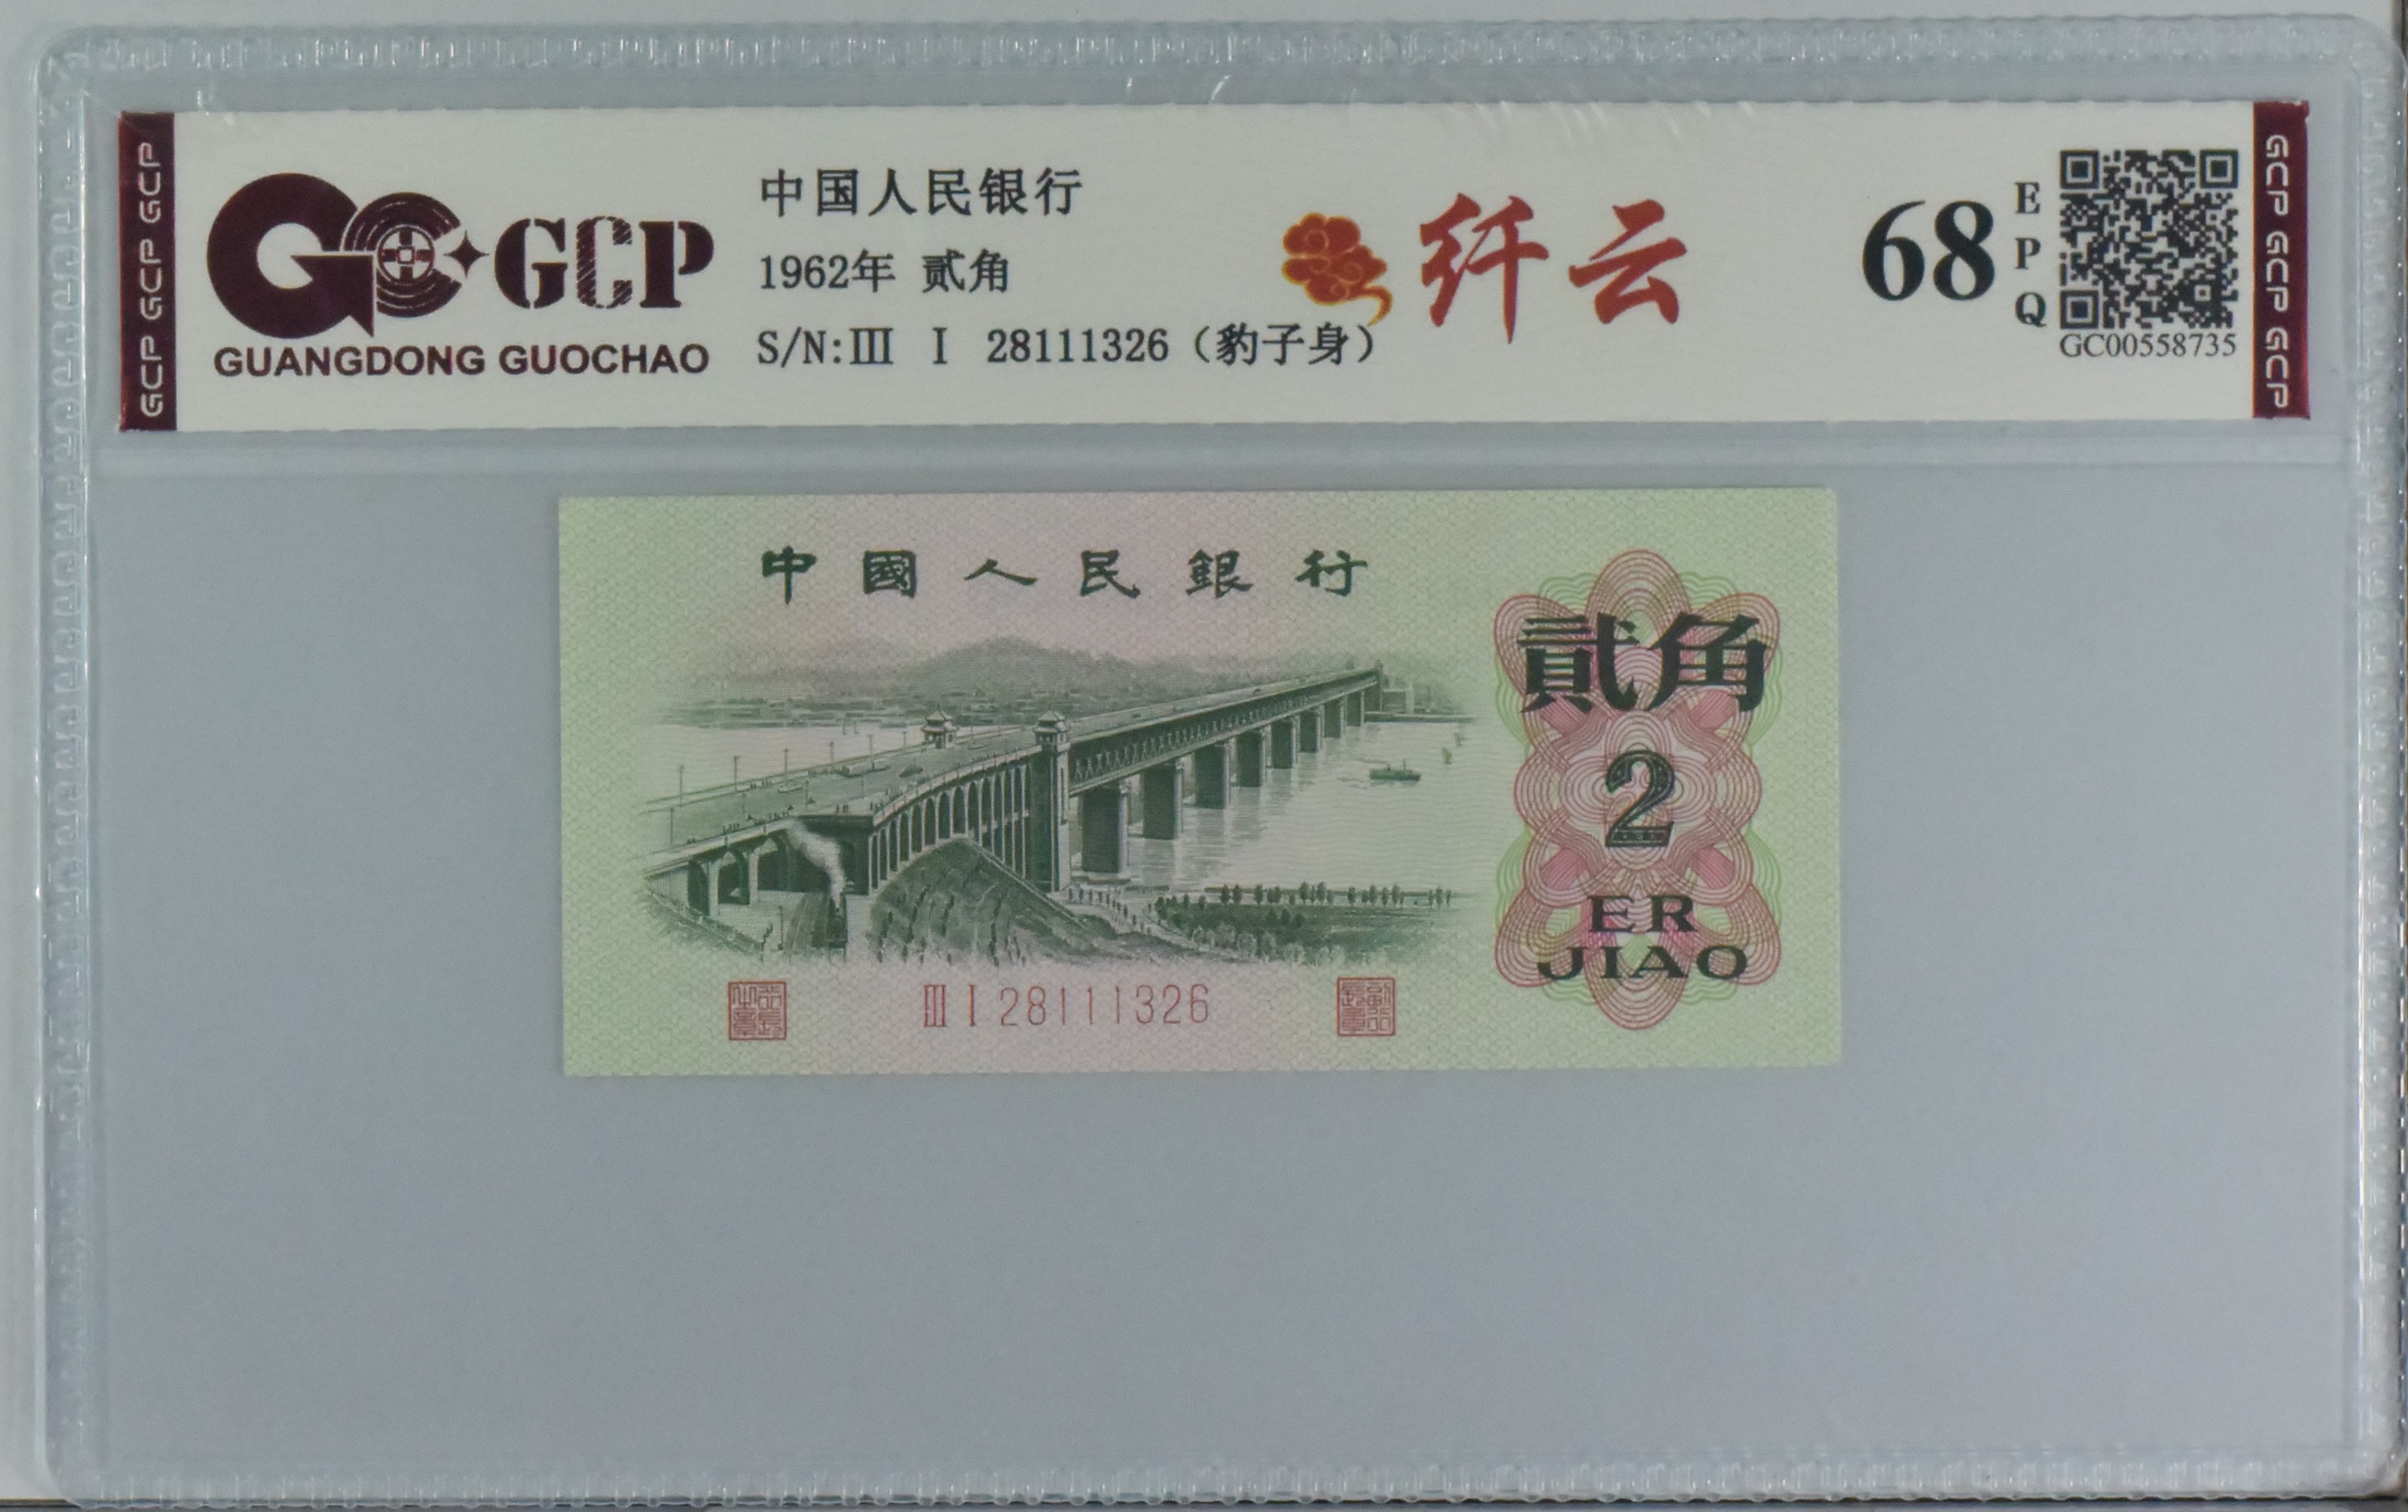 GCP GCP GCP
GCP
GUANGDONG GUOCHAO
中国人民银行
1962年 贰角
S/N:III I 28111326（豹子身）
纤云
68
EPQ
GC00558735
GCP GCP GCP
中國人民銀行
貳角
2
ER
JIAO
III I 28111326